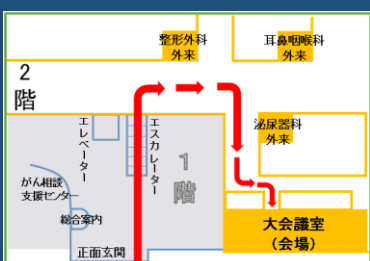 整形外科
外来
耳鼻咽喉科
外来
2
階
泌尿器科
外来
エレベーター
エスカレーター
1
階
がん相談
支援センター
総合案内
正面玄関
大会議室
(会場)